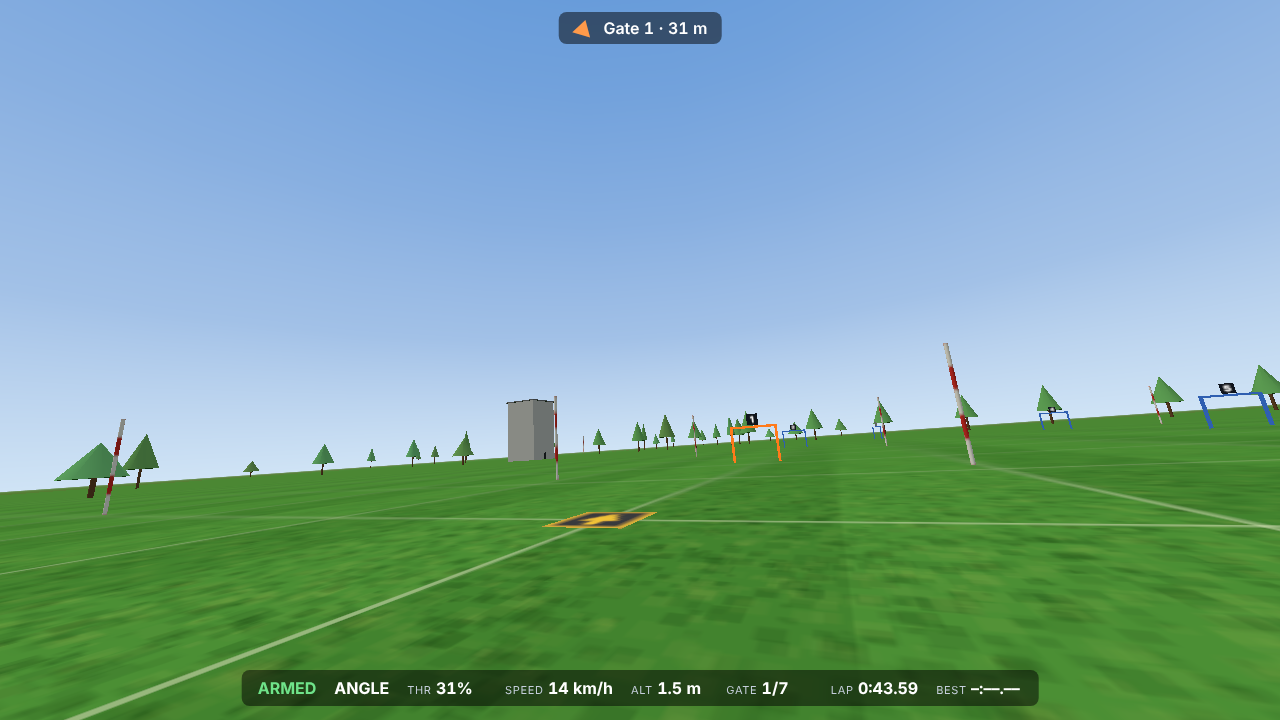 Gate 1 · 31 m
1
ARMED ANGLE THR 31% SPEED 14 km/h ALT 1.5 m GATE 1/7 LAP 0:43.59 BEST –:––.––